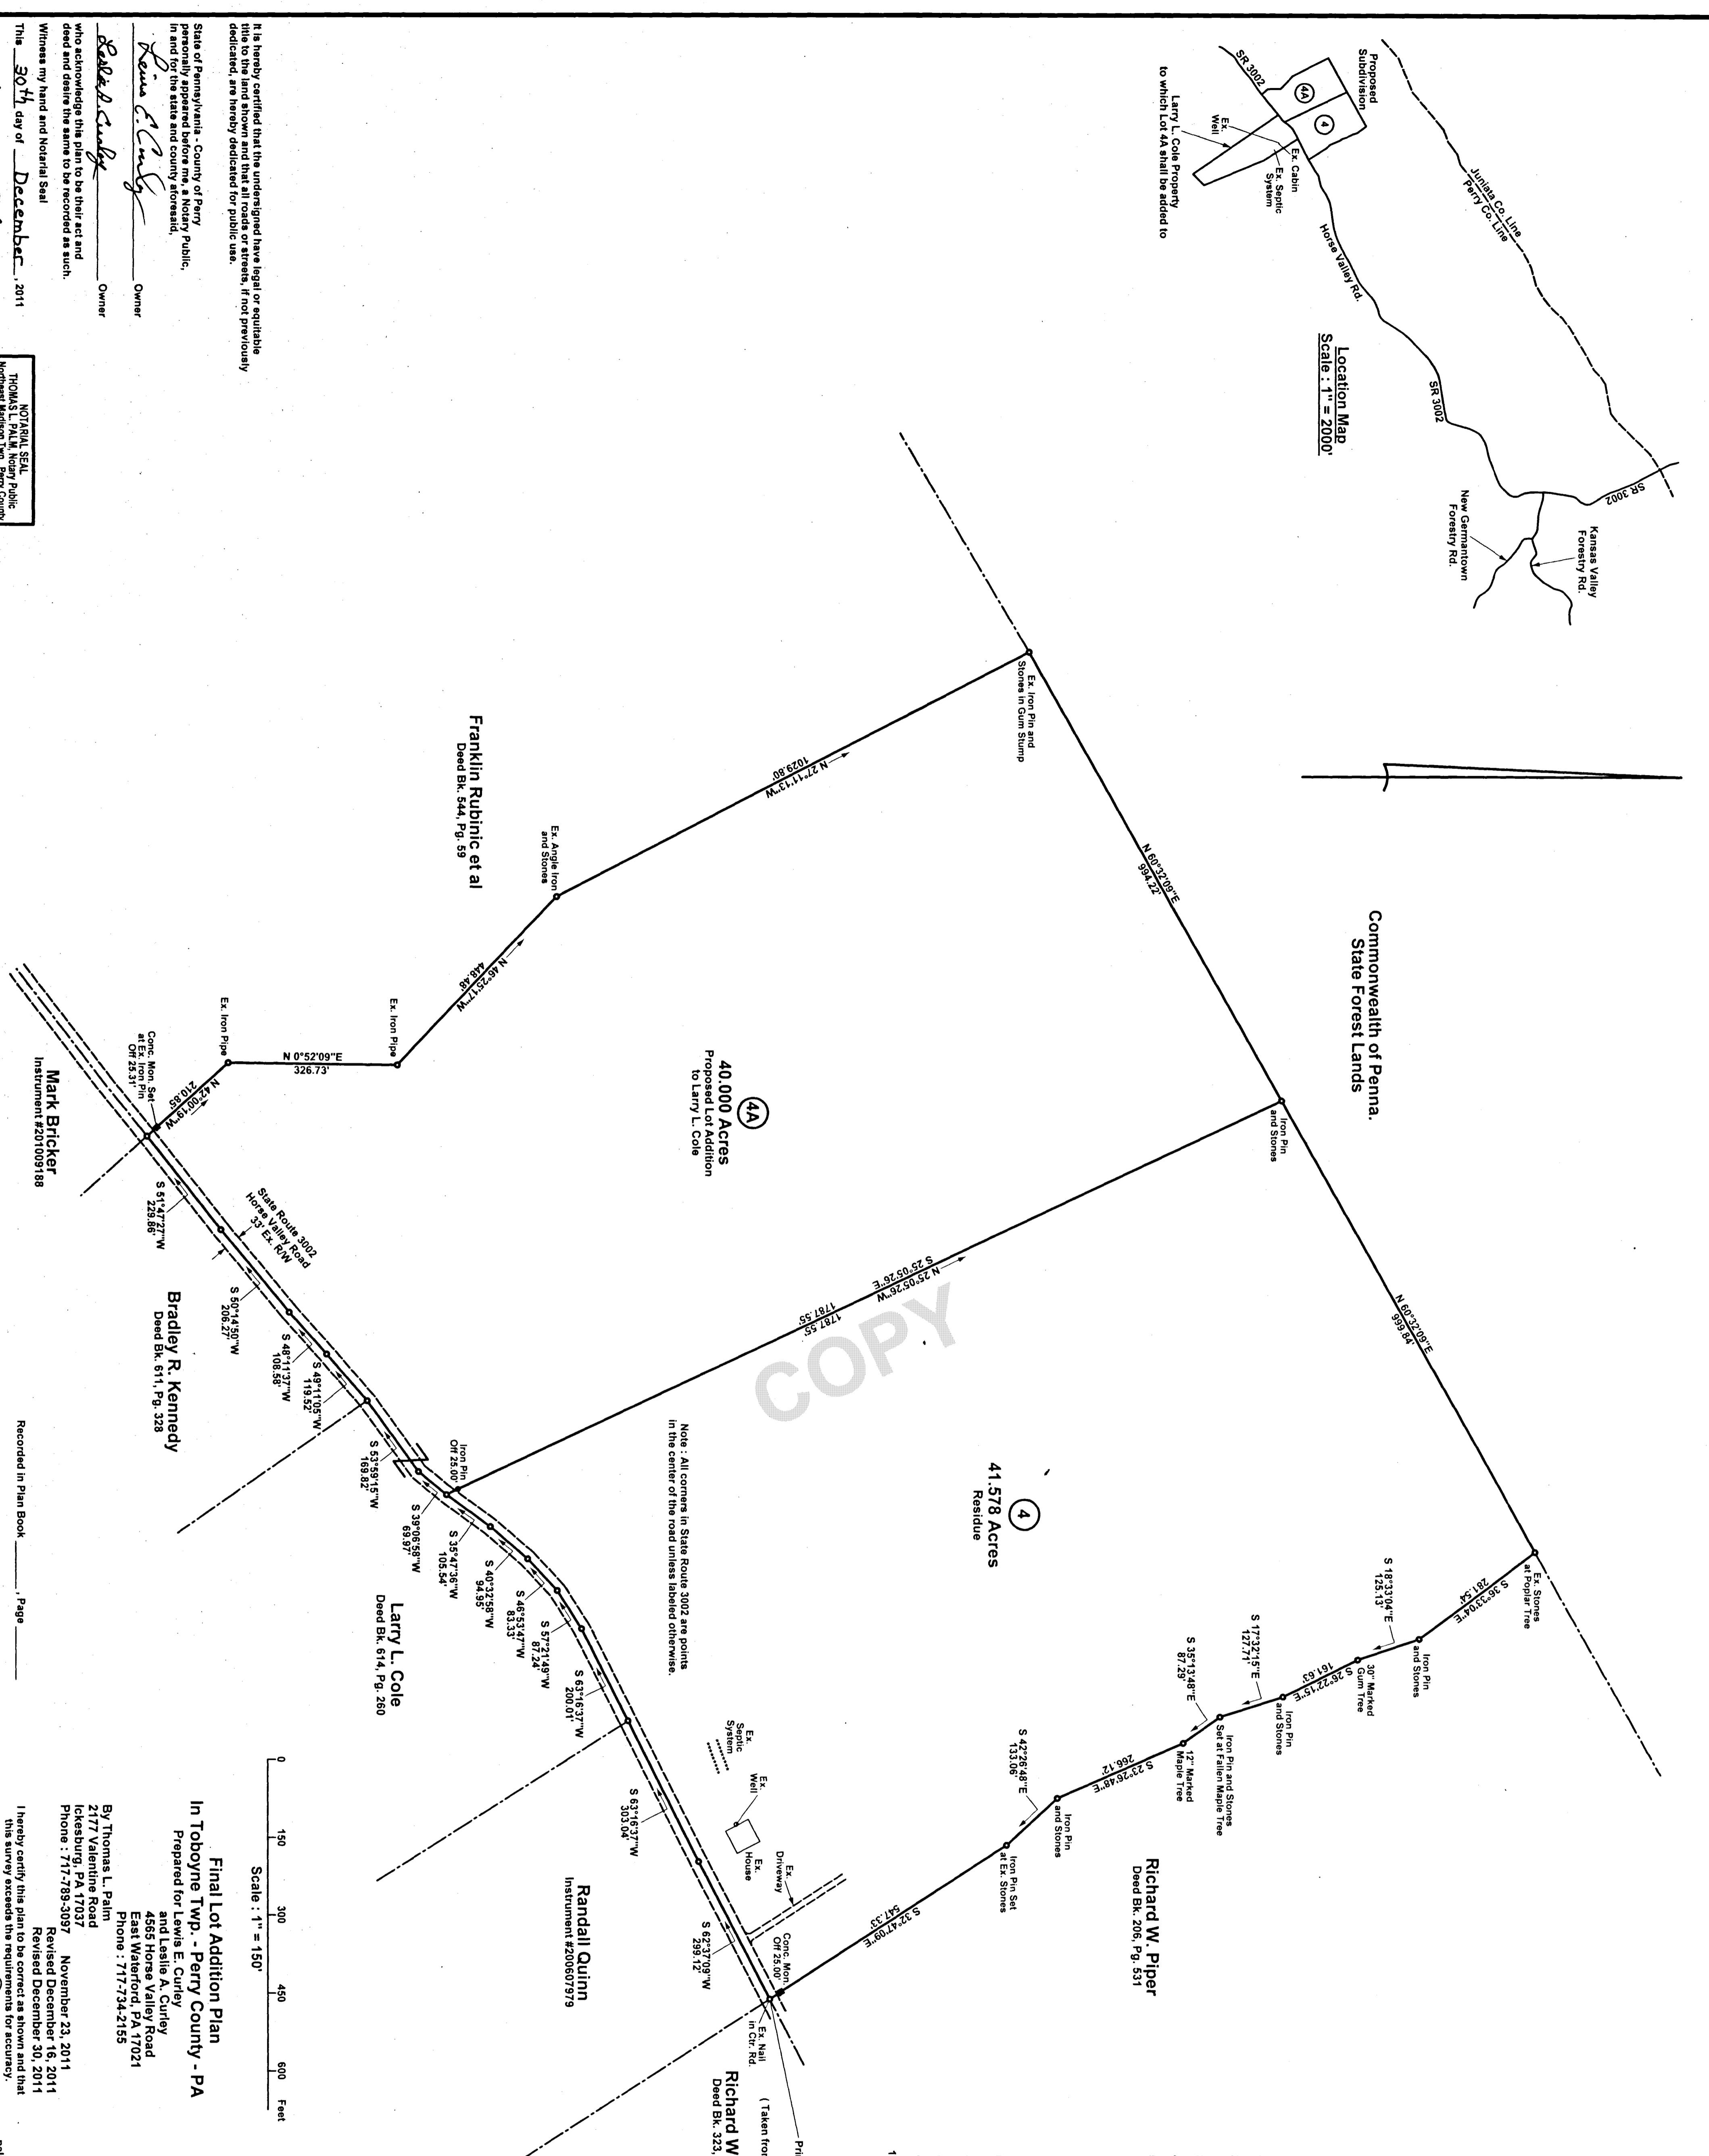 Proposed
Subdivision
Juniata Co. Line
Perry Co. Line
SR 3002
4A
4
Ex. Cabin
Ex. Septic
System
Ex.
Well
Larry L. Cole Property
to which Lot 4A shall be added to
Horse Valley Rd.
SR 3002
SR 3002
Kansas Valley
Forestry Rd.
New Germantown
Forestry Rd.
Location Map
Scale : 1" = 2000'
Commonwealth of Penna.
State Forest Lands
Ex. Iron Pin and
Stones in Gum Stump
N 60°32'09"E
994.22'
Iron Pin
and Stones
N 60°32'09"E
999.84'
Ex. Stones
at Poplar Tree
S 36°33'04"E
281.54'
Iron Pin
and Stones
S 18°33'04"E
125.13'
30" Marked
Gum Tree
S 26°22'15"E
161.63'
Iron Pin
and Stones
S 17°32'15"E
127.71'
Iron Pin and Stones
Set at Fallen Maple Tree
S 35°13'48"E
87.29'
12" Marked
Maple Tree
S 23°26'48"E
266.12'
Iron Pin
and Stones
S 42°26'48"E
133.06'
Iron Pin Set
at Ex. Stones
S 32°47'09"E
547.33'
Richard W. Piper
Deed Bk. 206, Pg. 531
4
41.578 Acres
Residue
Note : All corners in State Route 3002 are points
in the center of the road unless labeled otherwise.
COPY
N 25°05'26"W
S 25°05'26"E
1787.55'
1787.55'
4A
40.000 Acres
Proposed Lot Addition
to Larry L. Cole
N 27°11'13"W
1029.80'
Ex. Angle Iron
and Stones
Franklin Rubinic et al
Deed Bk. 544, Pg. 59
N 46°25'17"W
448.48'
Ex. Iron Pipe
N 0°52'09"E
326.73'
Ex. Iron Pipe
N 42°00'19"W
210.85'
Conc. Mon. Set
at Ex. Iron Pin
Off 25.31'
Mark Bricker
Instrument #201009188
S 51°47'27"W
229.86'
State Route 3002
Horse Valley Road
33' Ex. R/W
S 50°14'50"W
206.27'
S 48°11'37"W
108.58'
S 49°11'05"W
119.52'
Bradley R. Kennedy
Deed Bk. 611, Pg. 328
S 53°59'15"W
169.82'
Iron Pin
Off 25.00'
S 39°06'58"W
69.97'
S 35°47'36"W
105.54'
S 40°32'58"W
94.95'
S 46°53'47"W
83.33'
S 57°21'49"W
87.24'
S 63°16'37"W
200.01'
Larry L. Cole
Deed Bk. 614, Pg. 260
Ex.
Septic
System
Ex.
Well
Ex.
House
Ex.
Driveway
S 63°16'37"W
303.04'
S 62°37'09"W
299.12'
Conc. Mon.
Off 25.00'
Ex. Nail
in Ctr. Rd.
Randall Quinn
Instrument #200607979
Richard W
Deed Bk. 323,
( Taken from
Pri
1
It is hereby certified that the undersigned have legal or equitable
title to the land shown and that all roads or streets, if not previously
dedicated, are hereby dedicated for public use.
State of Pennsylvania - County of Perry
personally appeared before me, a Notary Public,
in and for the state and county aforesaid,
Lewis E. Curley Owner
Leslie A. Curley Owner
who acknowledge this plan to be their act and
deed and desire the same to be recorded as such.
Witness my hand and Notarial Seal
This 30th day of December , 2011
NOTARIAL SEAL
THOMAS L. PALM, Notary Public
Northeast Madison Twp., Perry County
Recorded in Plan Book ______ , Page ______
0 150 300 450 600 Feet
Scale : 1" = 150'
Final Lot Addition Plan
In Toboyne Twp. - Perry County - PA
Prepared for Lewis E. Curley
and Leslie A. Curley
4565 Horse Valley Road
East Waterford, PA 17021
Phone : 717-734-2155
By Thomas L. Palm
2177 Valentine Road
Ickesburg, PA 17037
Phone : 717-789-3097 November 23, 2011
Revised December 16, 2011
Revised December 30, 2011
I hereby certify this plan to be correct as shown and that
this survey exceeds the requirements for accuracy.